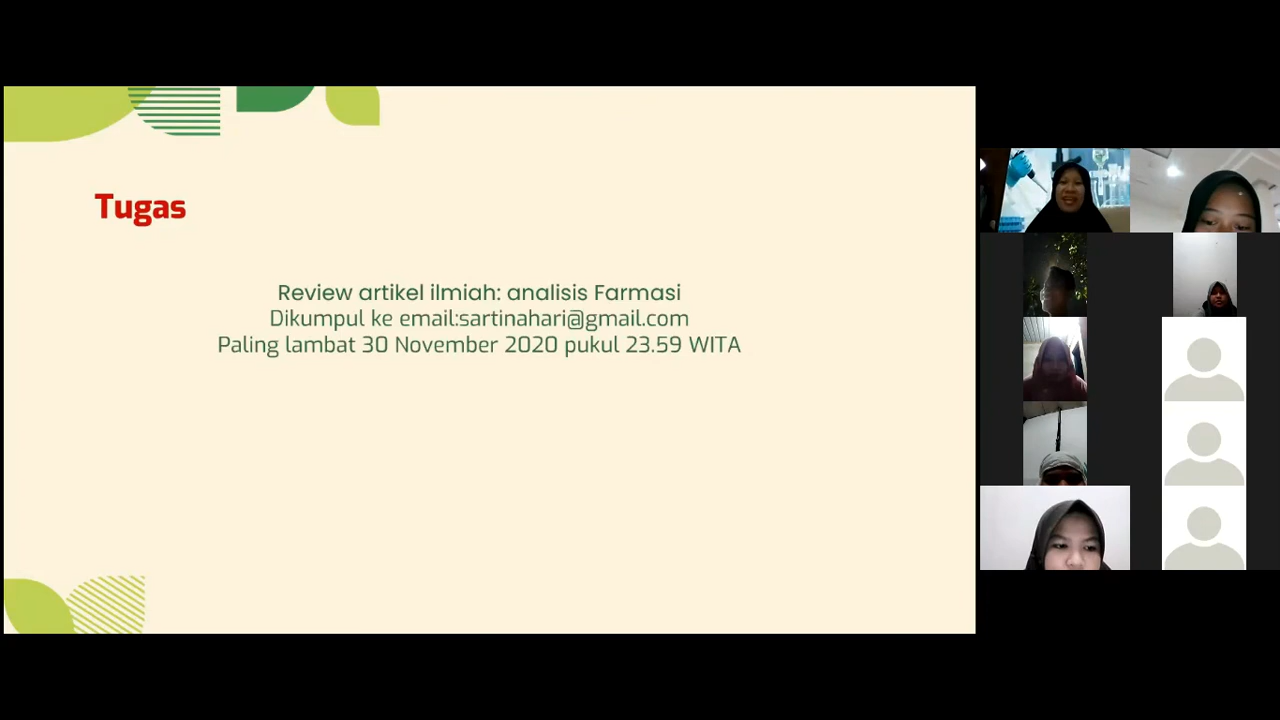 Tugas
Review artikel ilmiah: analisis Farmasi
Dikumpul ke email:sartinahari@gmail.com
Paling lambat 30 November 2020 pukul 23.59 WITA